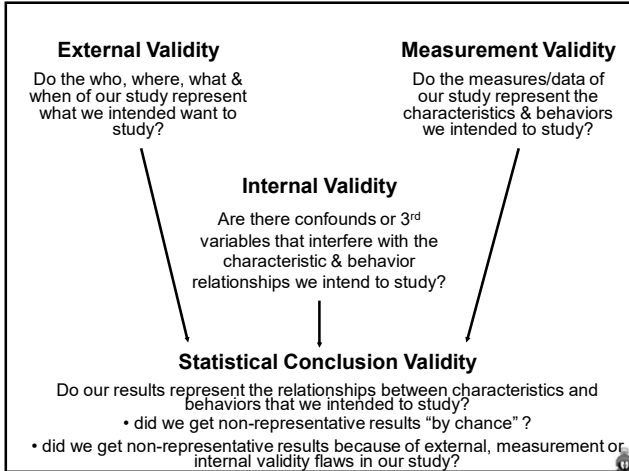 External Validity
Do the who, where, what &
when of our study represent
what we intended want to
study?
Measurement Validity
Do the measures/data of
our study represent the
characteristics & behaviors
we intended to study?
Internal Validity
Are there confounds or 3rd
variables that interfere with the
characteristic & behavior
relationships we intend to study?
Statistical Conclusion Validity
Do our results represent the relationships between characteristics and
behaviors that we intended to study?
• did we get non-representative results “by chance” ?
• did we get non-representative results because of external, measurement or
internal validity flaws in our study?